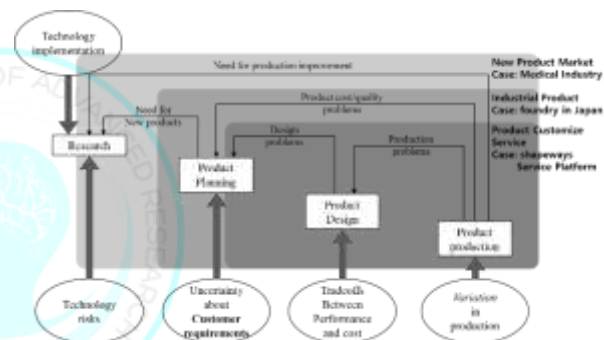 Technology
implementation
Need for production improvement
New Product Market
Case: Medical Industry
Product cost/quality
problems
Industrial Product
Case: foundry in Japan
Need for
New products
Design
problems
Production
problems
Product Customize
Service
Case: shapeways
Service Platform
Research
Product
Planning
Product
Design
Product
production
Technology
risks
Uncertainty
about
Customer
requirements
Tradeoffs
Between
Performance
and cost
Variation
in
production
OF ADVANCED RESEARCH